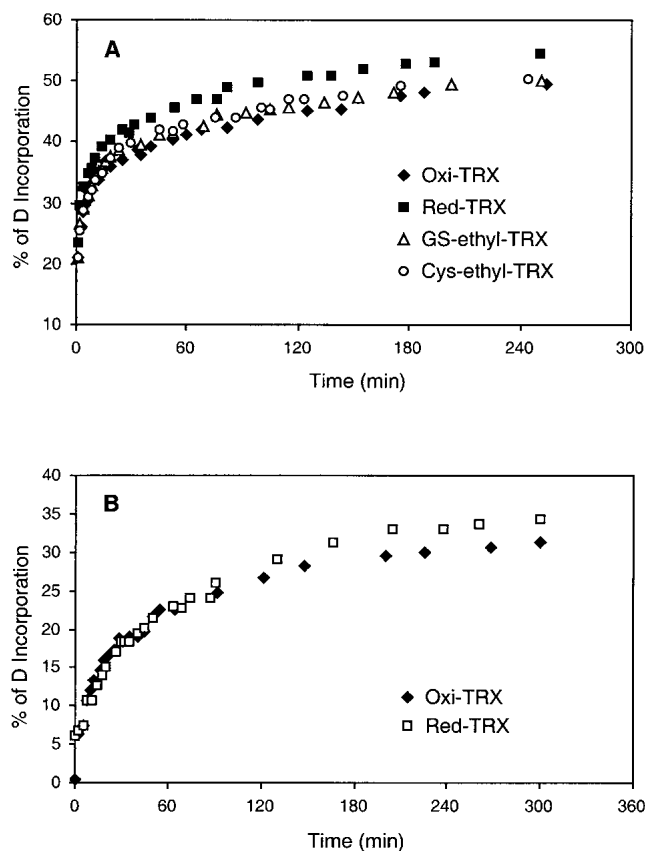 A
% of D Incorporation
60
50
40
30
20
10
Oxi-TRX
Red-TRX
GS-ethyl-TRX
Cys-ethyl-TRX
0 60 120 180 240 300
Time (min)
B
% of D Incorporation
40
35
30
25
20
15
10
5
0
Oxi-TRX
Red-TRX
0 60 120 180 240 300 360
Time (min)